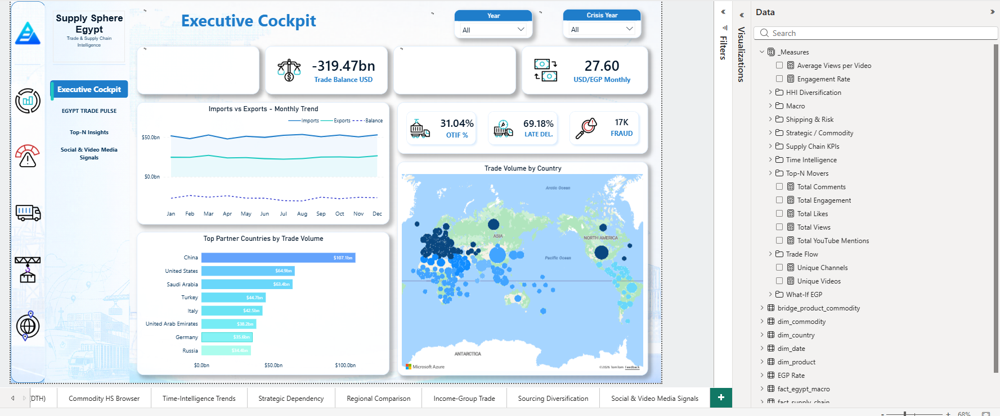 Supply Sphere
Egypt
Trade & Supply Chain
Intelligence
Executive Cockpit
EGYPT TRADE PULSE
Top-N Insights
Social & Video Media
Signals
Executive Cockpit
Year
All
Crisis Year
All
-319.47bn
Trade Balance USD
27.60
USD/EGP Monthly
Imports vs Exports - Monthly Trend
Imports
Exports
Balance
$50.0bn
$0.0bn
Jan Feb Mar Apr May Jun Jul Aug Sep Oct Nov Dec
31.04%
OTIF %
69.18%
LATE DEL.
17K
FRAUD
Top Partner Countries by Trade Volume
China $107.1bn
United States $64.9bn
Saudi Arabia $63.4bn
Turkey $44.7bn
Italy $42.5bn
United Arab Emirates $38.2bn
Germany $35.6bn
Russia $34.4bn
$0.0bn $50.0bn $100.0bn
Trade Volume by Country
Arctic Ocean
ASIA
NORTH AMERICA
Pacific Ocean
ANTARCTICA
Microsoft Azure
©2026 TomTom Feedback
Filters
Visualizations
Data
Search
_Measures
Average Views per Video
Engagement Rate
HHI Diversification
Macro
Shipping & Risk
Strategic / Commodity
Supply Chain KPIs
Time Intelligence
Top-N Movers
Total Comments
Total Engagement
Total Likes
Total Views
Total YouTube Mentions
Trade Flow
Unique Channels
Unique Videos
What-If EGP
bridge_product_commodity
dim_commodity
dim_country
dim_date
dim_product
EGP Rate
fact_egypt_macro
fact_supply_chain
DTH)
Commodity HS Browser
Time-Intelligence Trends
Strategic Dependency
Regional Comparison
Income-Group Trade
Sourcing Diversification
Social & Video Media Signals
68%